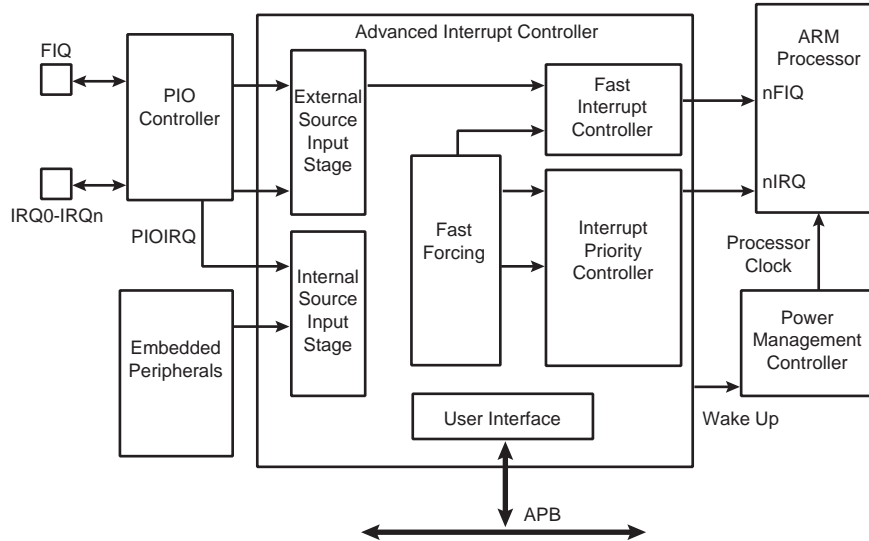 FIQ
PIO
Controller
IRQ0-IRQn
PIOIRQ
Embedded
Peripherals
Advanced Interrupt Controller
External
Source
Input
Stage
Internal
Source
Input
Stage
Fast
Forcing
Fast
Interrupt
Controller
Interrupt
Priority
Controller
User Interface
APB
ARM
Processor
nFIQ
nIRQ
Processor
Clock
Power
Management
Controller
Wake Up